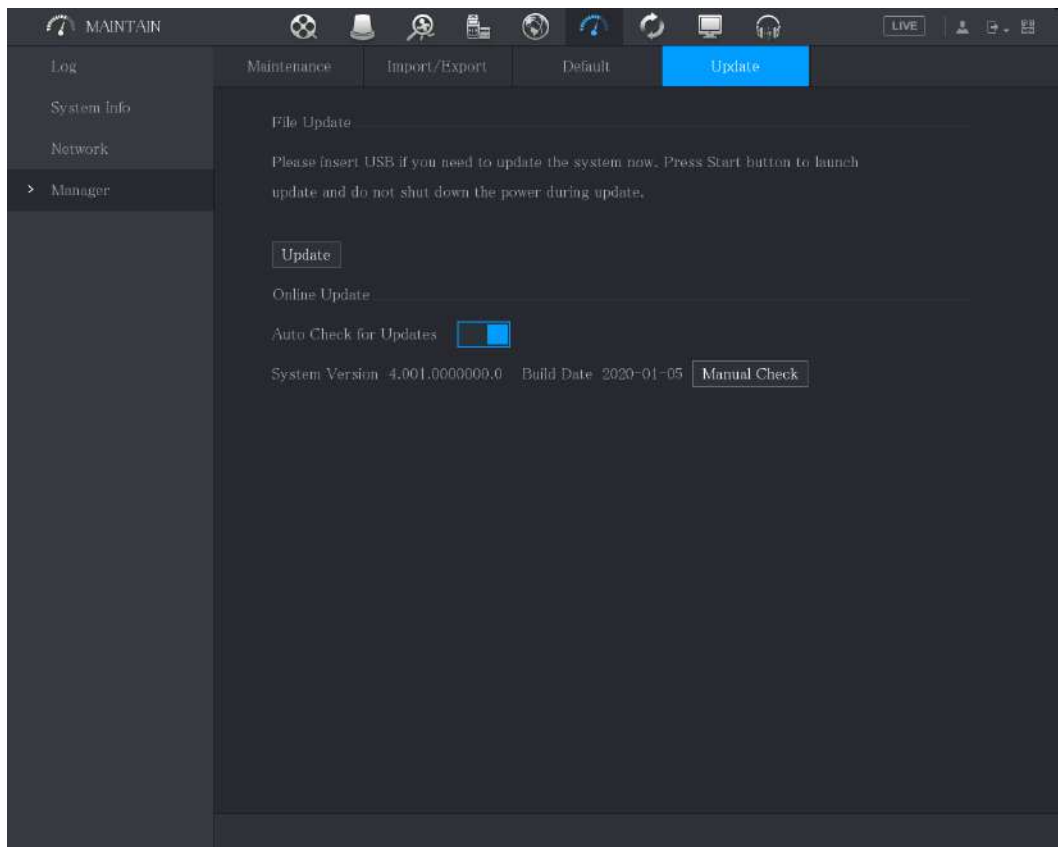 MAINTAIN
LIVE
Log
System Info
Network
> Manager
Maintenance Import/Export Default Update
File Update
Please insert USB if you need to update the system now. Press Start button to launch
update and do not shut down the power during update.
Update
Online Update
Auto Check for Updates
System Version 4.001.0000000.0 Build Date 2020-01-05 Manual Check